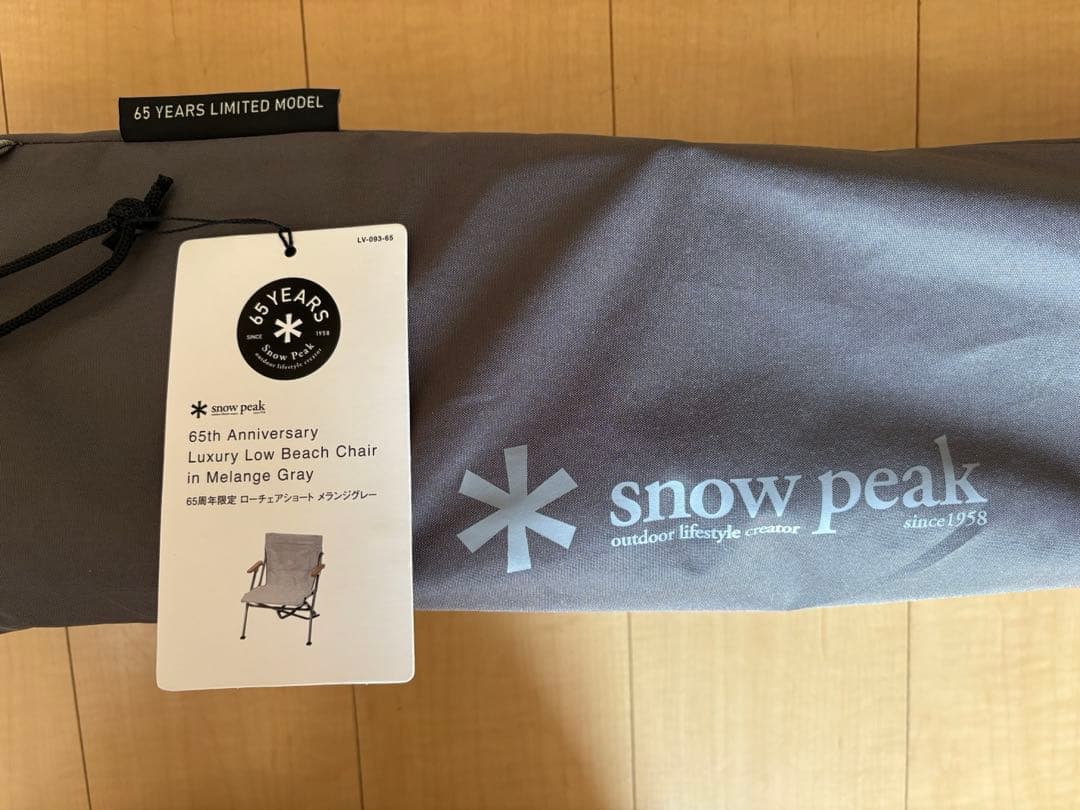 65 YEARS LIMITED MODEL
LV-093-65
65 YEARS
SINCE 1958
Snow Peak
outdoor lifestyle creator
snow peak
65th Anniversary
Luxury Low Beach Chair
in Melange Gray
65周年限定 ローチェアショート メランジグレー
snow peak
outdoor lifestyle creator
since1958